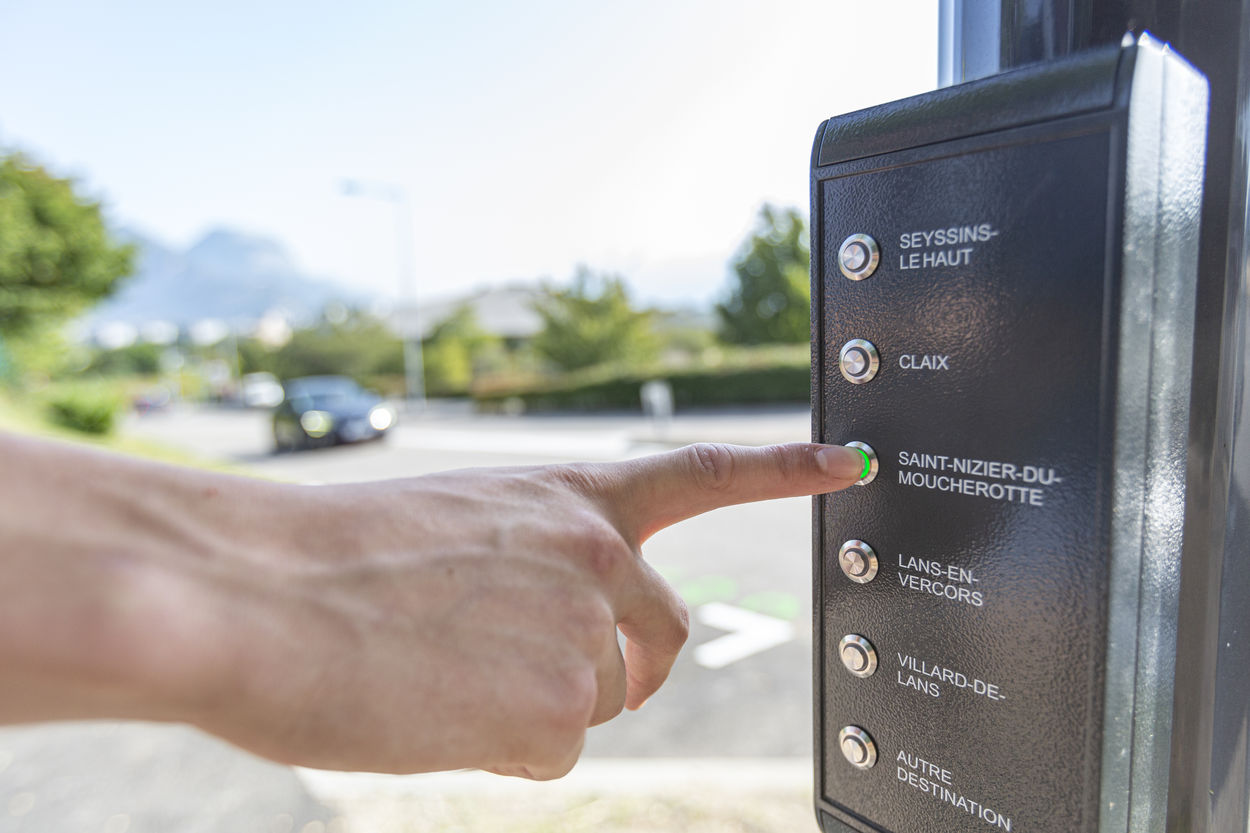 SEYSSINS-
LE HAUT
CLAIX
SAINT-NIZIER-DU-
MOUCHEROTTE
LANS-EN-
VERCORS
VILLARD-DE-
LANS
AUTRE
DESTINATION